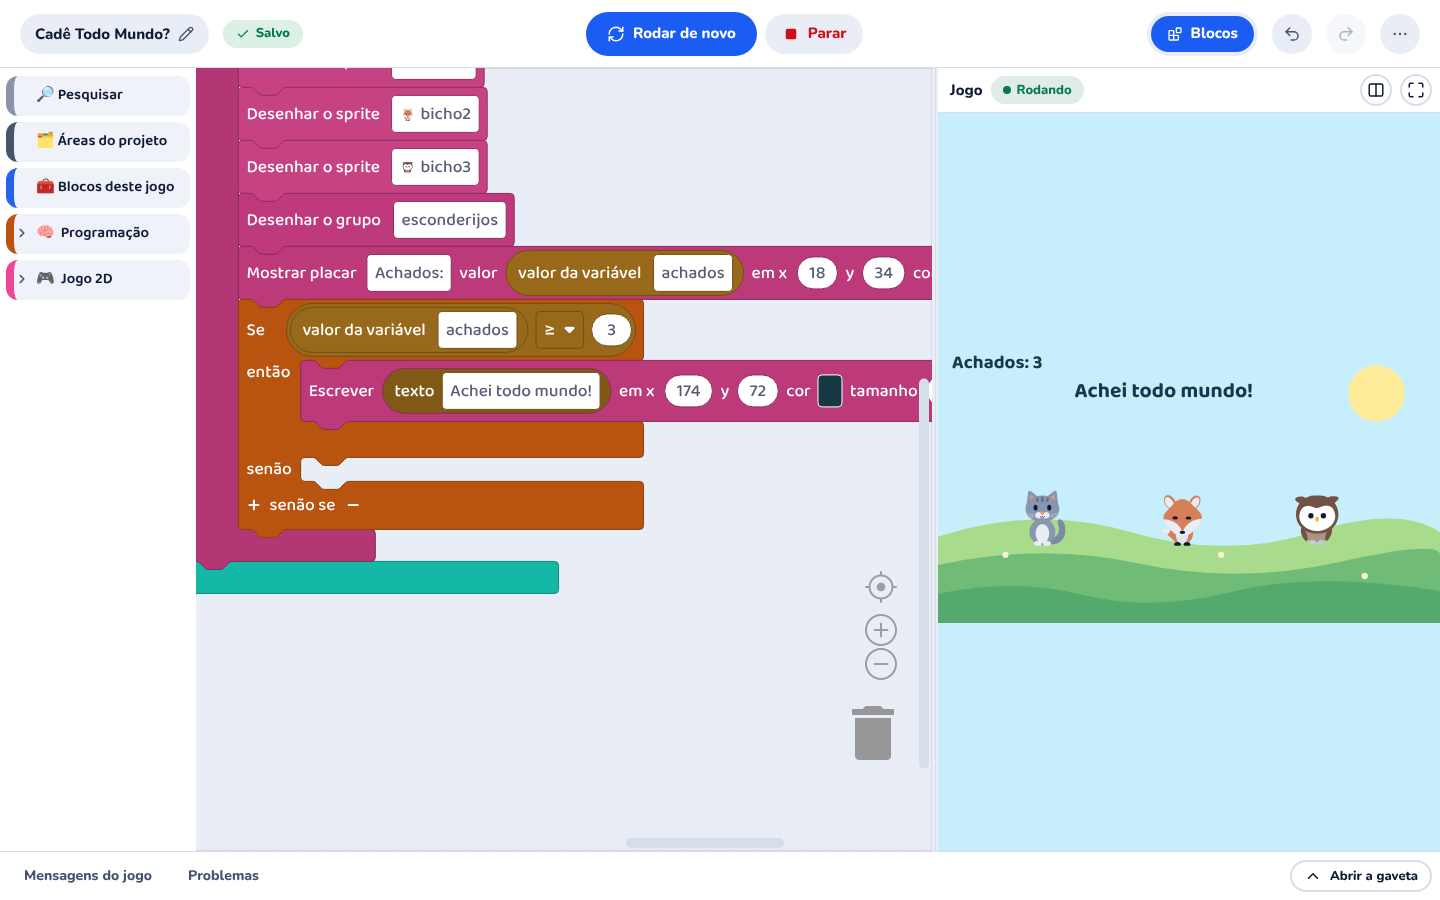 Cadê Todo Mundo?
Salvo
Rodar de novo
Parar
Blocos
Pesquisar
Áreas do projeto
Blocos deste jogo
Programação
Jogo 2D
Desenhar o sprite bicho2
Desenhar o sprite bicho3
Desenhar o grupo esconderijos
Mostrar placar Achados: valor valor da variável achados em x 18 y 34 co
Se valor da variável achados ≥ 3
então
Escrever texto Achei todo mundo! em x 174 y 72 cor tamanho
senão
+ senão se −
Jogo
Rodando
Achados: 3
Achei todo mundo!
Mensagens do jogo
Problemas
Abrir a gaveta